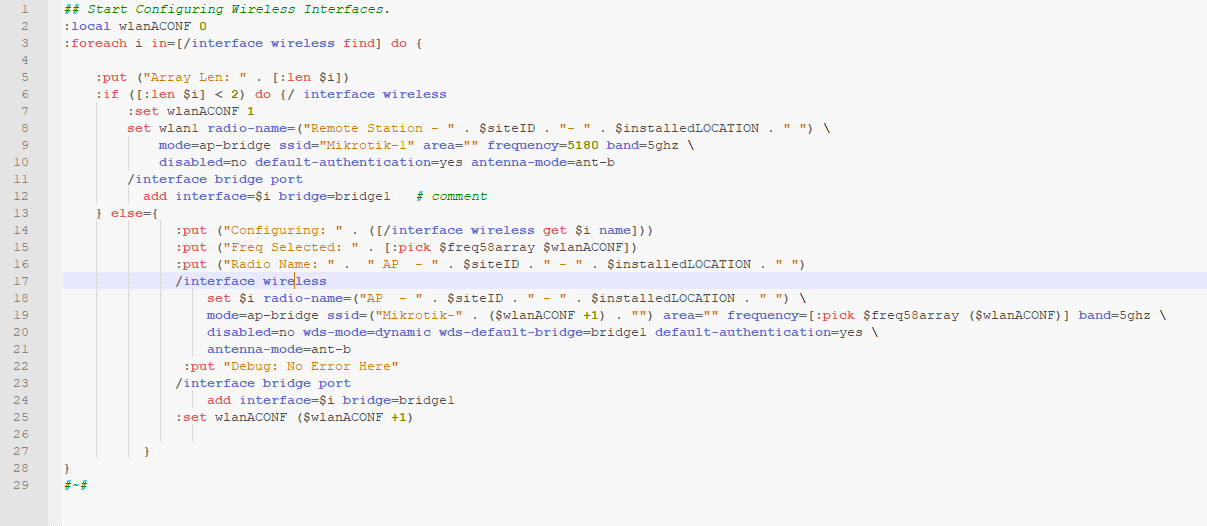 1 ## Start Configuring Wireless Interfaces.
2 :local wlanACONF 0
3 :foreach i in=[/interface wireless find] do {
4
5 :put ("Array Len: " . [:len $i])
6 :if ([:len $i] < 2) do {/ interface wireless
7 :set wlanACONF 1
8 set wlan1 radio-name=("Remote Station - " . $siteID . "- " . $installedLOCATION . " ") \
9 mode=ap-bridge ssid="Mikrotik-1" area="" frequency=5180 band=5ghz \
10 disabled=no default-authentication=yes antenna-mode=ant-b
11 /interface bridge port
12 add interface=$i bridge=bridge1 # comment
13 } else={
14 :put ("Configuring: " . ([/interface wireless get $i name]))
15 :put ("Freq Selected: " . [:pick $freq58array $wlanACONF])
16 :put ("Radio Name: " . " AP - " . $siteID . " - " . $installedLOCATION . " ")
17 /interface wireless
18 set $i radio-name=("AP - " . $siteID . " - " . $installedLOCATION . " ") \
19 mode=ap-bridge ssid=("Mikrotik-" . ($wlanACONF +1) . "") area="" frequency=[:pick $freq58array ($wlanACONF)] band=5ghz \
20 disabled=no wds-mode=dynamic wds-default-bridge=bridge1 default-authentication=yes \
21 antenna-mode=ant-b
22 :put "Debug: No Error Here"
23 /interface bridge port
24 add interface=$i bridge=bridge1
25 :set wlanACONF ($wlanACONF +1)
26
27 }
28 }
29 #~#